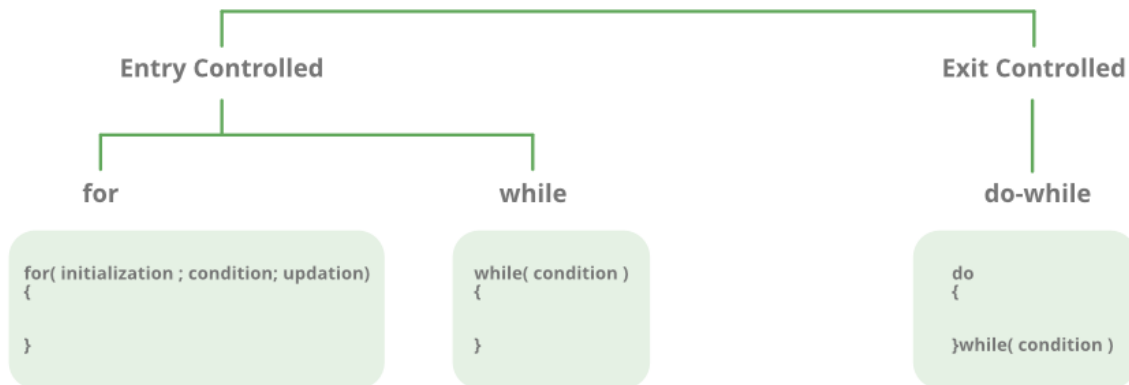 Entry Controlled
Exit Controlled
for
while
do-while
for( initialization ; condition; updation)
{
}
while( condition )
{
}
do
{
}while( condition )